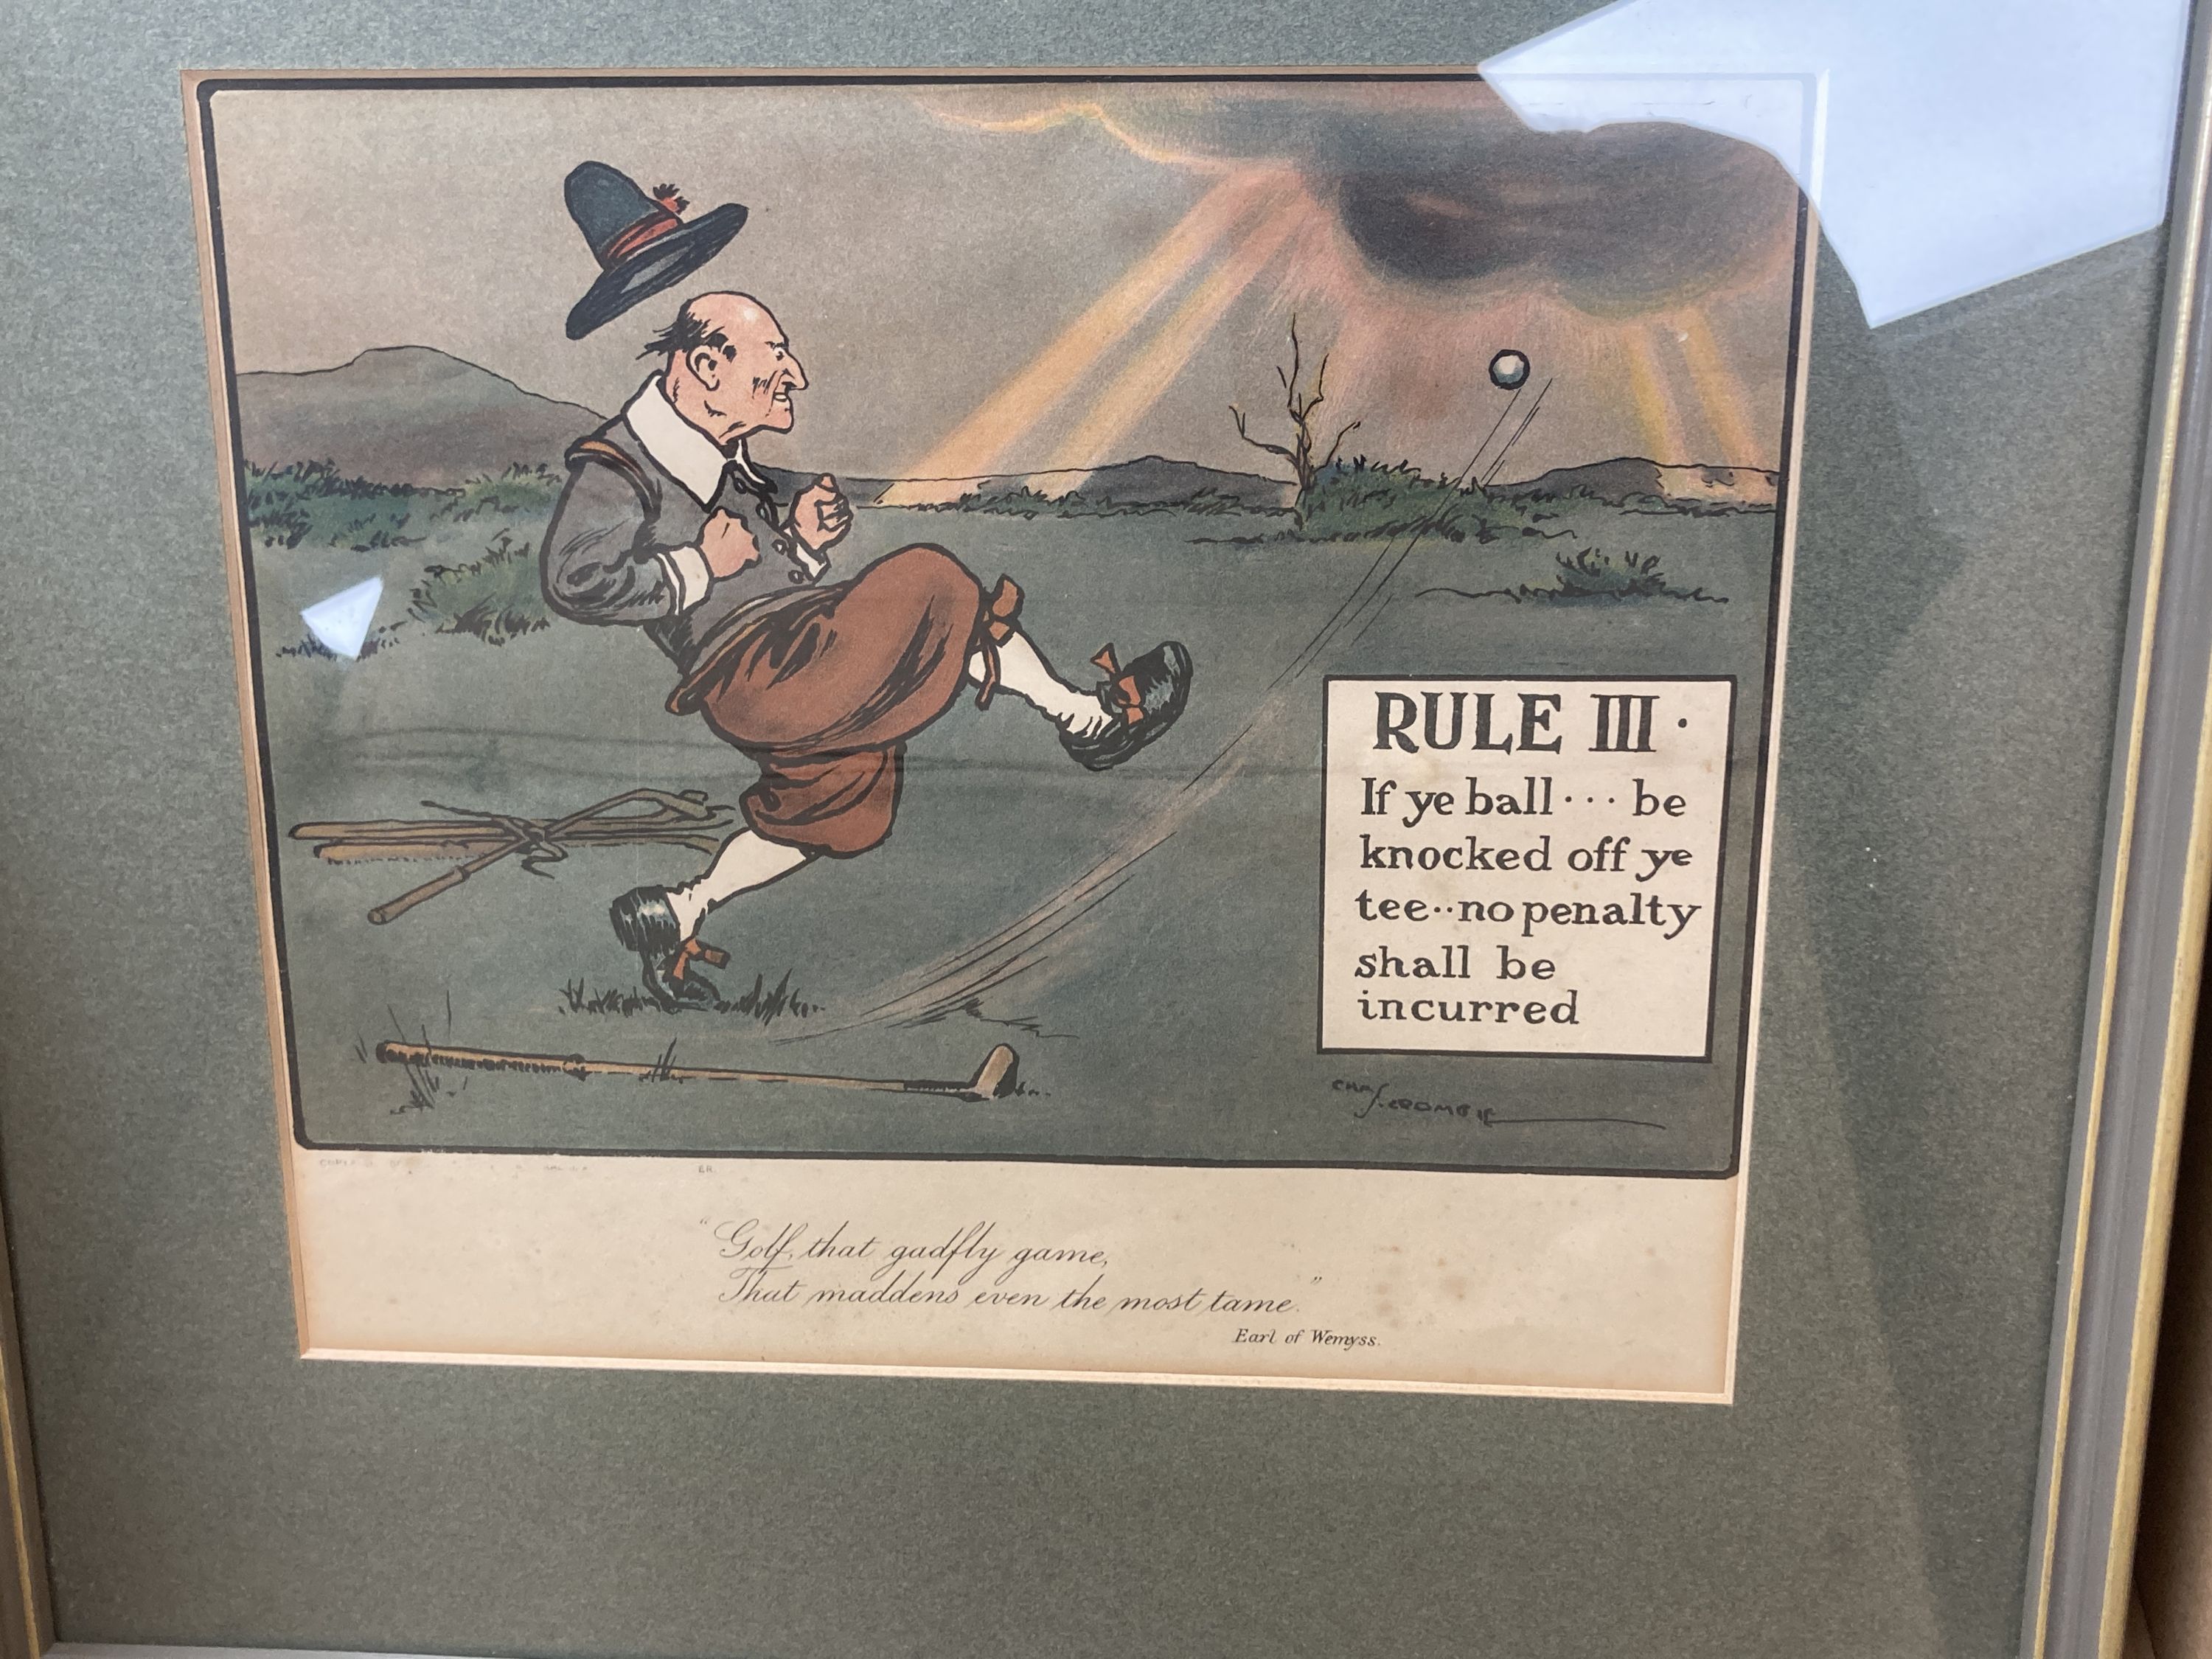 RULE III ·
If ye ball ··· be
knocked off ye
tee··no penalty
shall be
incurred
CHAS. CROMBIE
"Golf, that gadfly game,
That maddens even the most tame."
Earl of Wemyss.